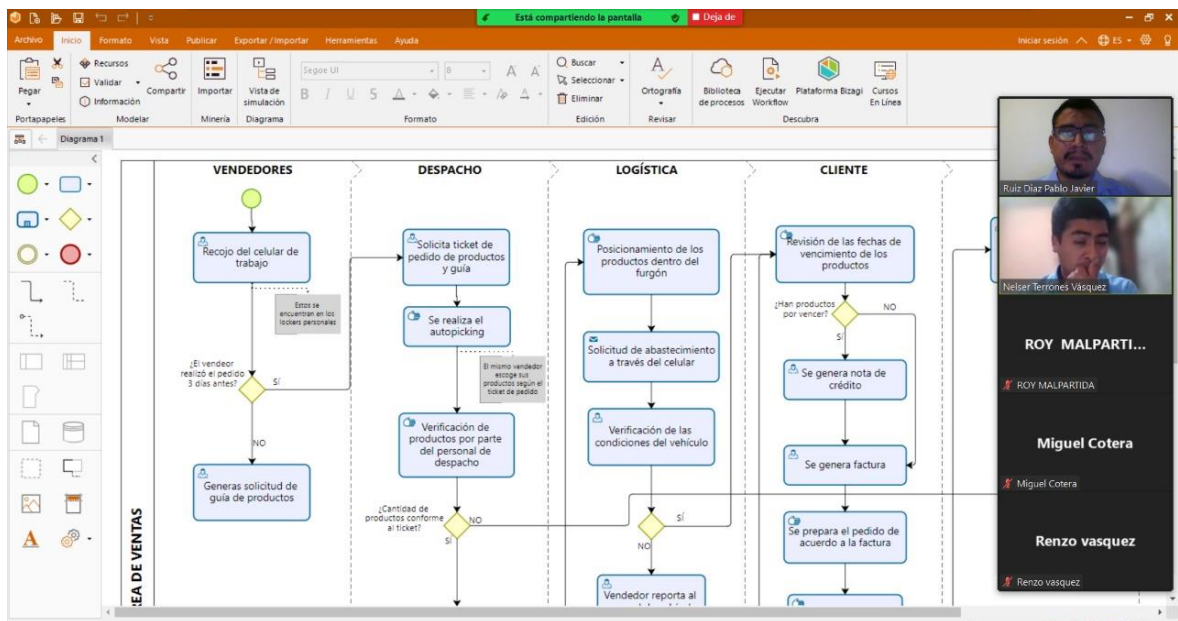 Está compartiendo la pantalla
Deja de
Archivo Inicio Formato Vista Publicar Exportar / Importar Herramientas Ayuda
Iniciar sesión
ES
Pegar
Recursos
Validar
Información
Compartir
Importar
Vista de
simulación
Segoe UI
8
B I U S
Buscar
Seleccionar
Eliminar
Ortografía
Biblioteca
de procesos
Ejecutar
Workflow
Plataforma Bizagi
Cursos
En Línea
Portapapeles
Modelar
Minería
Diagrama
Formato
Edición
Revisar
Descubra
Diagrama 1
VENDEDORES
DESPACHO
LOGÍSTICA
CLIENTE
Recojo del celular de
trabajo
Estos se
encuentran en los
lockers personales
¿El vendeor
realizó el pedido
3 días antes?
SÍ
NO
Generas solicitud de
guía de productos
Solicita ticket de
pedido de productos
y guía
Se realiza el
autopicking
El mismo vendedor
escoge sus
productos según el
ticket de pedido
Verificación de
productos por parte
del personal de
despacho
¿Cantidad de
productos conforme
al ticket?
NO
SÍ
Posicionamiento de los
productos dentro del
furgón
Solicitud de abastecimiento
a través del celular
Verificación de las
condiciones del vehículo
SÍ
NO
Vendedor reporta al
Revisión de las fechas de
vencimiento de los
productos
¿Han productos
por vencer?
NO
SÍ
Se genera nota de
crédito
Se genera factura
Se prepara el pedido de
acuerdo a la factura
EA DE VENTAS
A
Ruiz Diaz Pablo Javier
Nelser Terrones Vásquez
ROY MALPARTI...
ROY MALPARTIDA
Miguel Cotera
Miguel Cotera
Renzo vasquez
Renzo vasquez